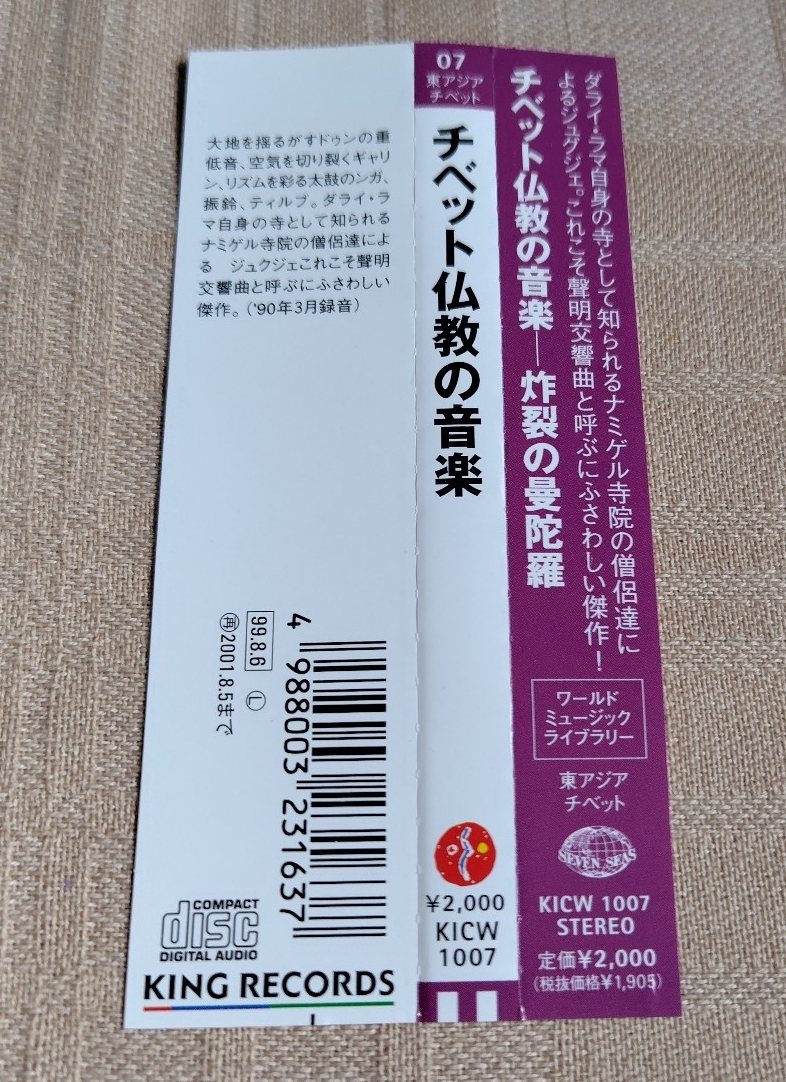 大地を揺るがすドゥンの重
低音、空気を切り裂くギャリ
ン、リズムを彩る太鼓のンガ、
振鈴、ティルブ。ダライ・ラ
マ自身の寺として知られる
ナミゲル寺院の僧侶達によ
る　ジュクジェこれこそ聲明
交響曲と呼ぶにふさわしい
傑作。('90年3月録音)
99.8.6 Ⓛ
㊞2001.8.5まで
4 988003 231637
COMPACT
disc
DIGITAL AUDIO
KING RECORDS
07
東アジア
チベット
チベット仏教の音楽
¥2,000
KICW
1007
ダライ・ラマ自身の寺として知られるナミゲル寺院の僧侶達に
よるジュクジェ。これこそ聲明交響曲と呼ぶにふさわしい傑作!
チベット仏教の音楽―炸裂の曼陀羅
ワールド
ミュージック
ライブラリー
東アジア
チベット
SEVEN SEAS
KICW 1007
STEREO
定価¥2,000
(税抜価格¥1,905)